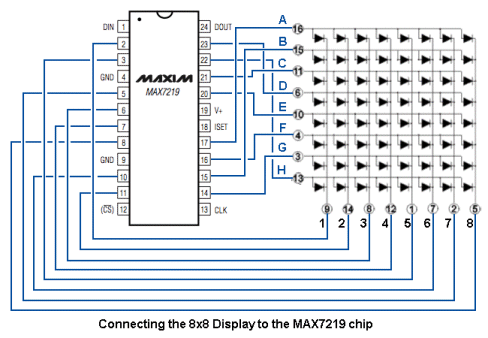 A
DIN 1 24 DOUT 16
B
2 23 15
3 22 C 11
GND 4 MAXIM 21
MAX7219 D 6
5 20 E 10
6 19 V+ F 4
7 18 ISET
8 17 G 3
GND 9 16 H 13
10 15
11 14
(CS) 12 13 CLK
9 14 8 12 1 7 2 5
1 2 3 4 5 6 7 8
Connecting the 8x8 Display to the MAX7219 chip